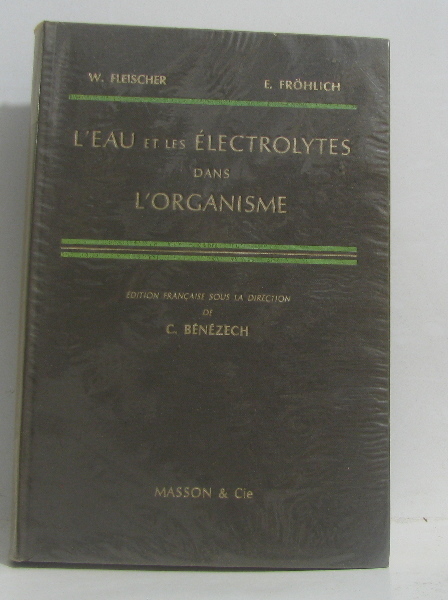 W. FLEISCHER E. FRÖHLICH
L'EAU ET LES ÉLECTROLYTES
DANS
L'ORGANISME
ÉDITION FRANÇAISE SOUS LA DIRECTION
DE
C. BÉNÉZECH
MASSON & Cie